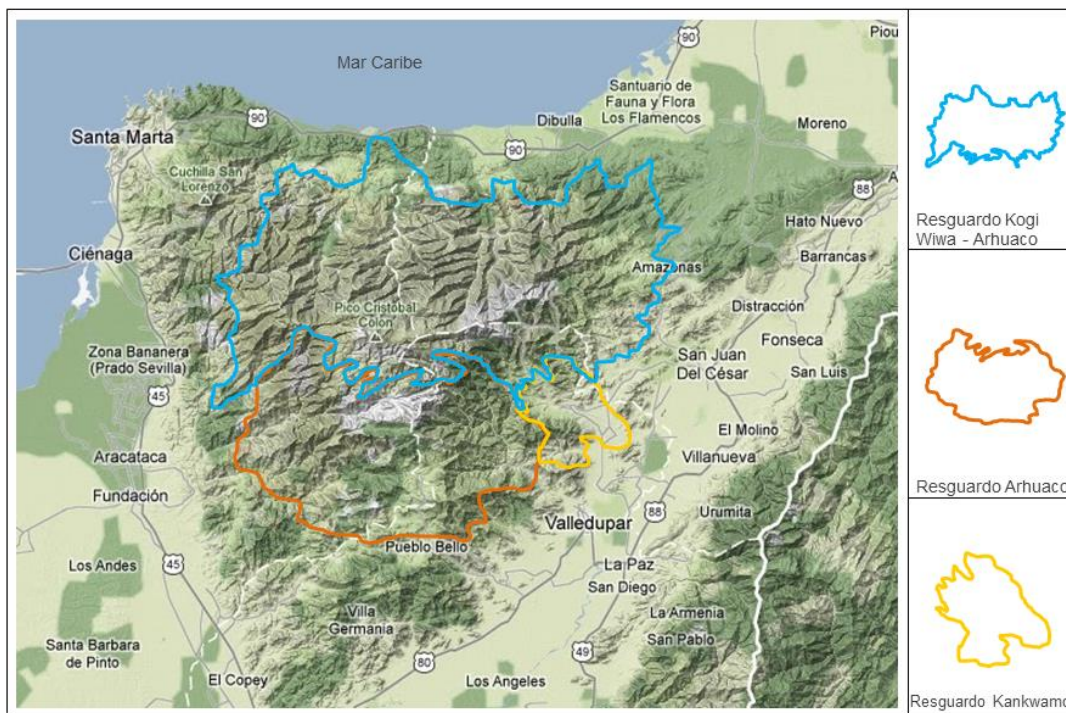 Mar Caribe
90
Piou
Santuario de
Fauna y Flora
Los Flamencos
90
Dibulla
Moreno
Santa Marta
90
88
Cuchilla San
Lorenzo
Hato Nuevo
Barrancas
Ciénaga
Amazonas
Pico Cristobal
Colón
Distracción
Fonseca
Zona Bananera
(Prado Sevilla)
San Juan
Del César
San Luis
45
El Molino
Aracataca
Villanueva
Fundación
88
Urumita
Valledupar
Pueblo Bello
45
Los Andes
La Paz
San Diego
Villa
Germania
La Armenia
San Pablo
Santa Barbara
de Pinto
49
80
El Copey
Los Angeles
Resguardo Kogi
Wiwa - Arhuaco
Resguardo Arhuaco
Resguardo Kankwamo